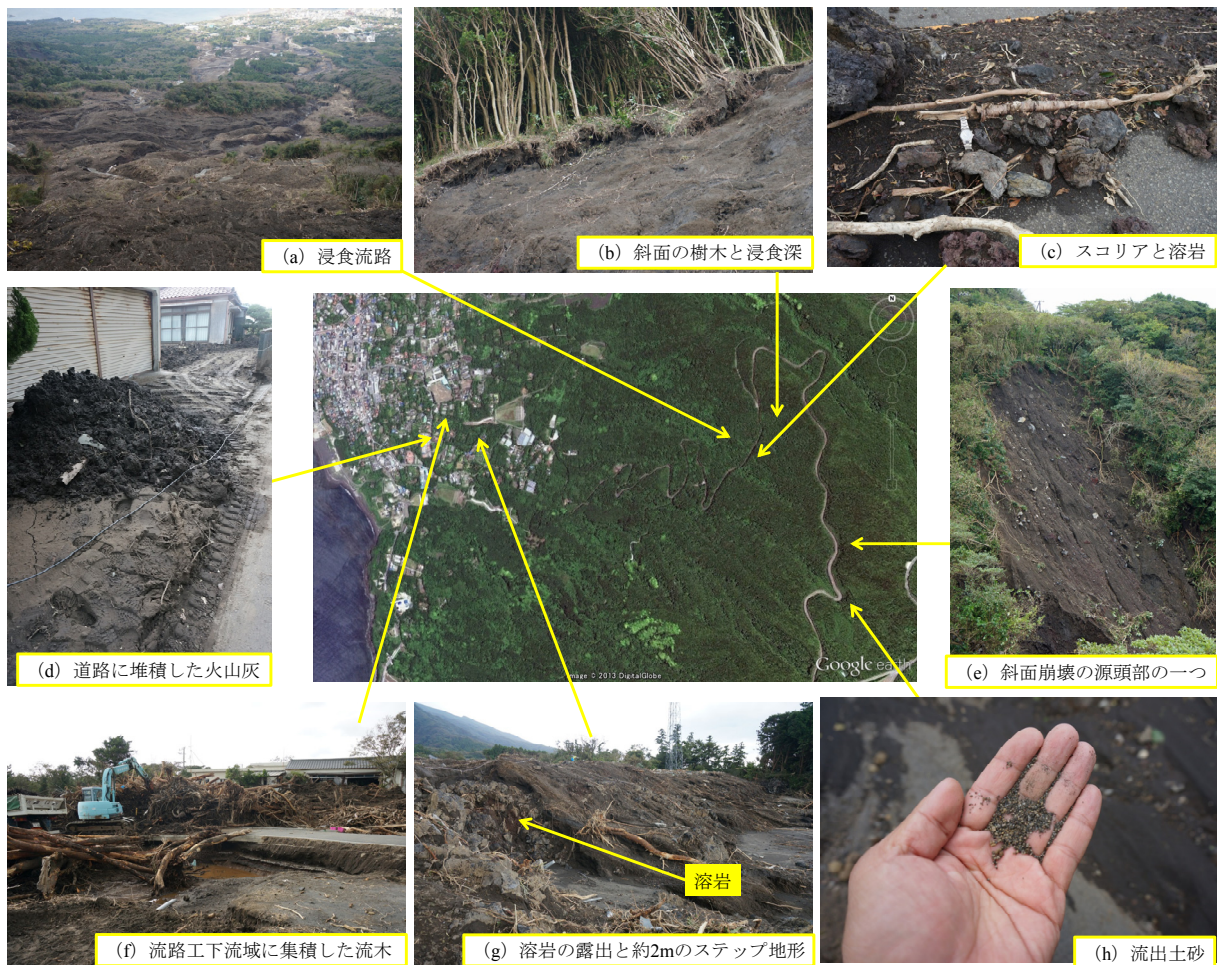 (a) 浸食流路
(b) 斜面の樹木と浸食深
(c) スコリアと溶岩
N
Google earth
Image © 2013 DigitalGlobe
(d) 道路に堆積した火山灰
(e) 斜面崩壊の源頭部の一つ
溶岩
(f) 流路工下流域に集積した流木
(g) 溶岩の露出と約2mのステップ地形
(h) 流出土砂